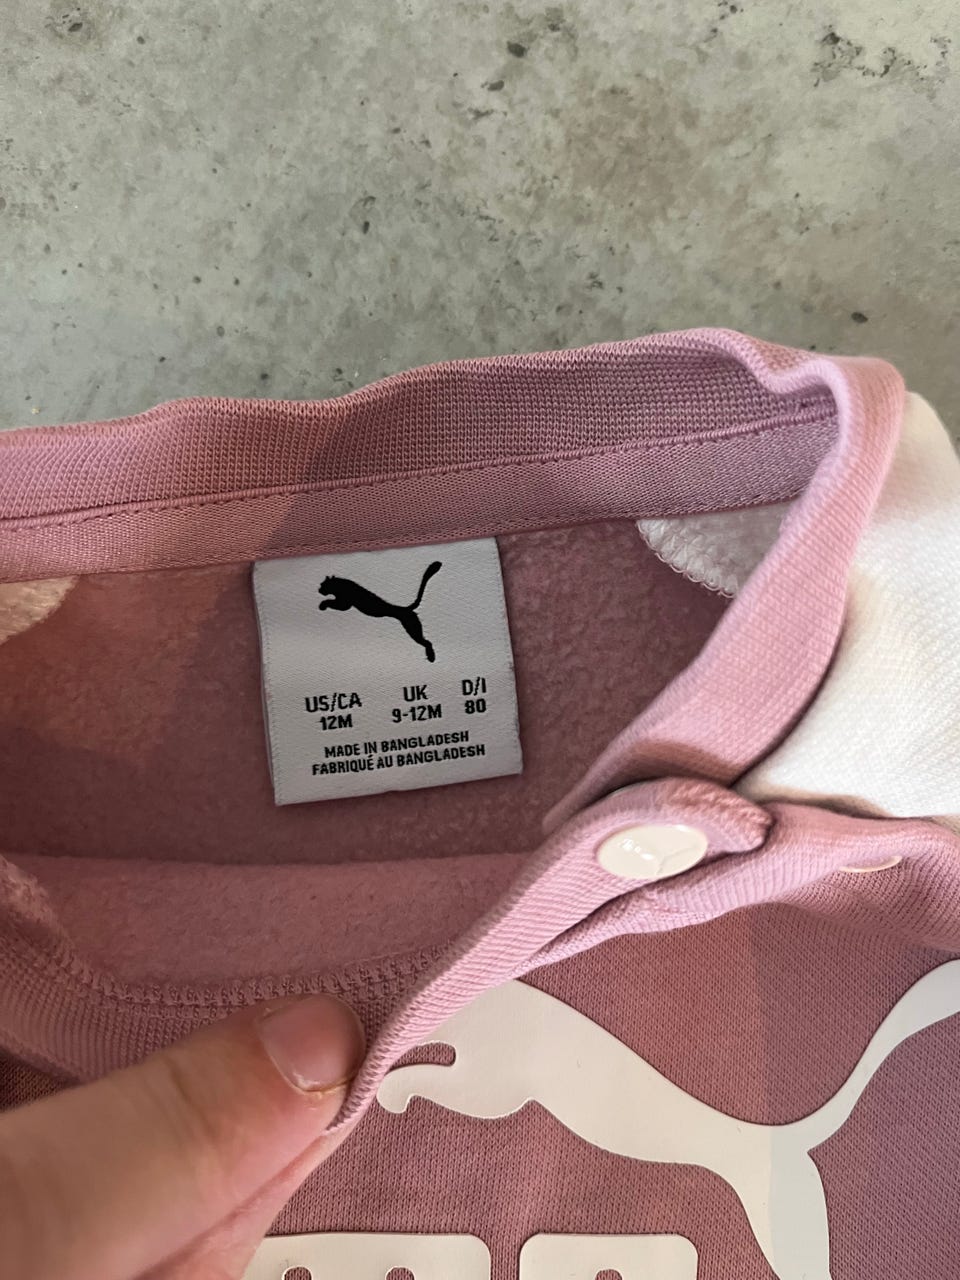 US/CA UK D/I
12M 9-12M 80
MADE IN BANGLADESH
FABRIQUÉ AU BANGLADESH